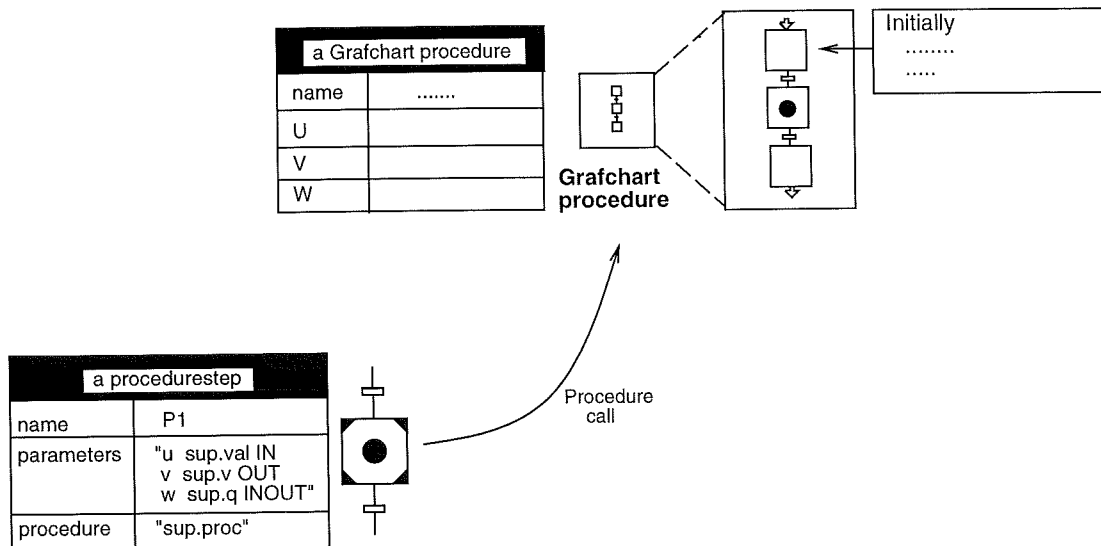 a Grafchart procedure
name .......
U
V
W
Grafchart
procedure
Initially
........
.....
Procedure
call
a procedurestep
name P1
parameters "u sup.val IN
v sup.v OUT
w sup.q INOUT"
procedure "sup.proc"